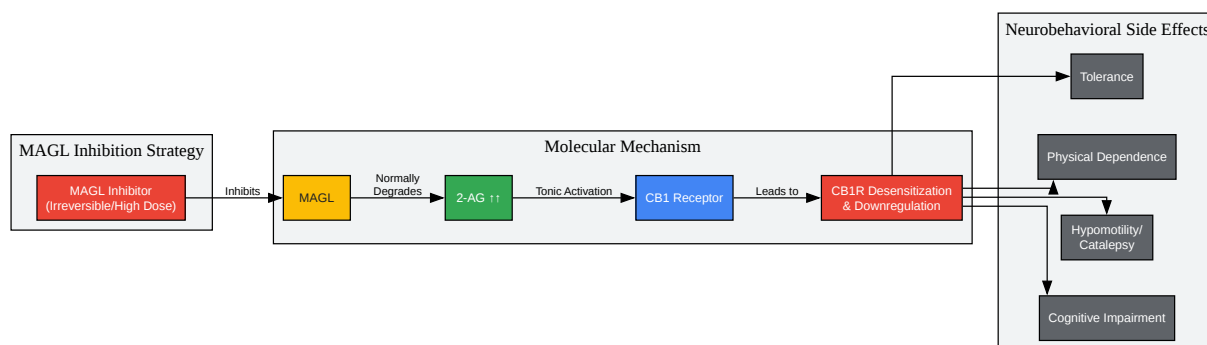 Neurobehavioral Side Effects
Tolerance
MAGL Inhibition Strategy
MAGL Inhibitor
(Irreversible/High Dose)
Inhibits
Molecular Mechanism
MAGL
Normally
Degrades
2-AG ↑↑
Tonic Activation
CB1 Receptor
Leads to
CB1R Desensitization
& Downregulation
Physical Dependence
Hypomotility/
Catalepsy
Cognitive Impairment